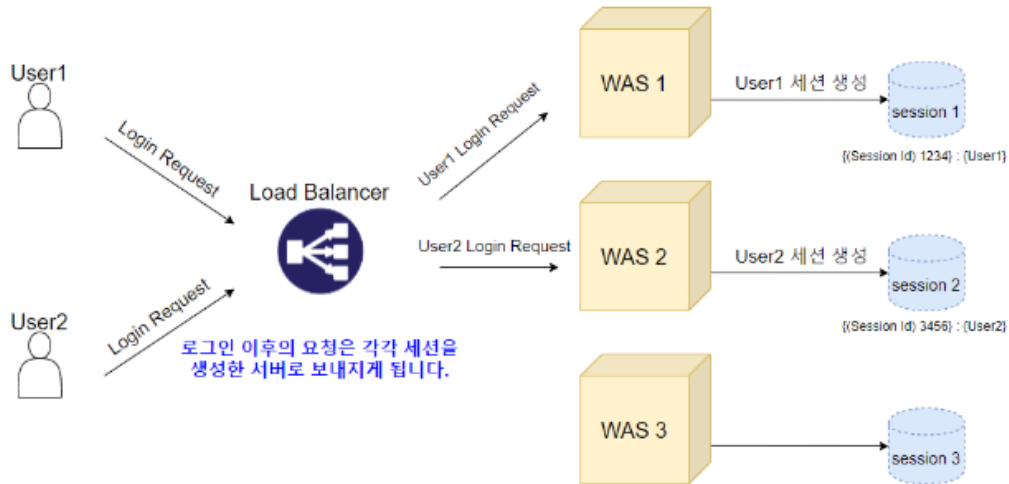 User1
Login Request
User2
Login Request
Load Balancer
로그인 이후의 요청은 각각 세션을
생성한 서버로 보내지게 됩니다.
User1 Login Request
User2 Login Request
WAS 1
User1 세션 생성
session 1
{(Session Id) 1234} : {User1}
WAS 2
User2 세션 생성
session 2
{(Session Id) 3456} : {User2}
WAS 3
session 3